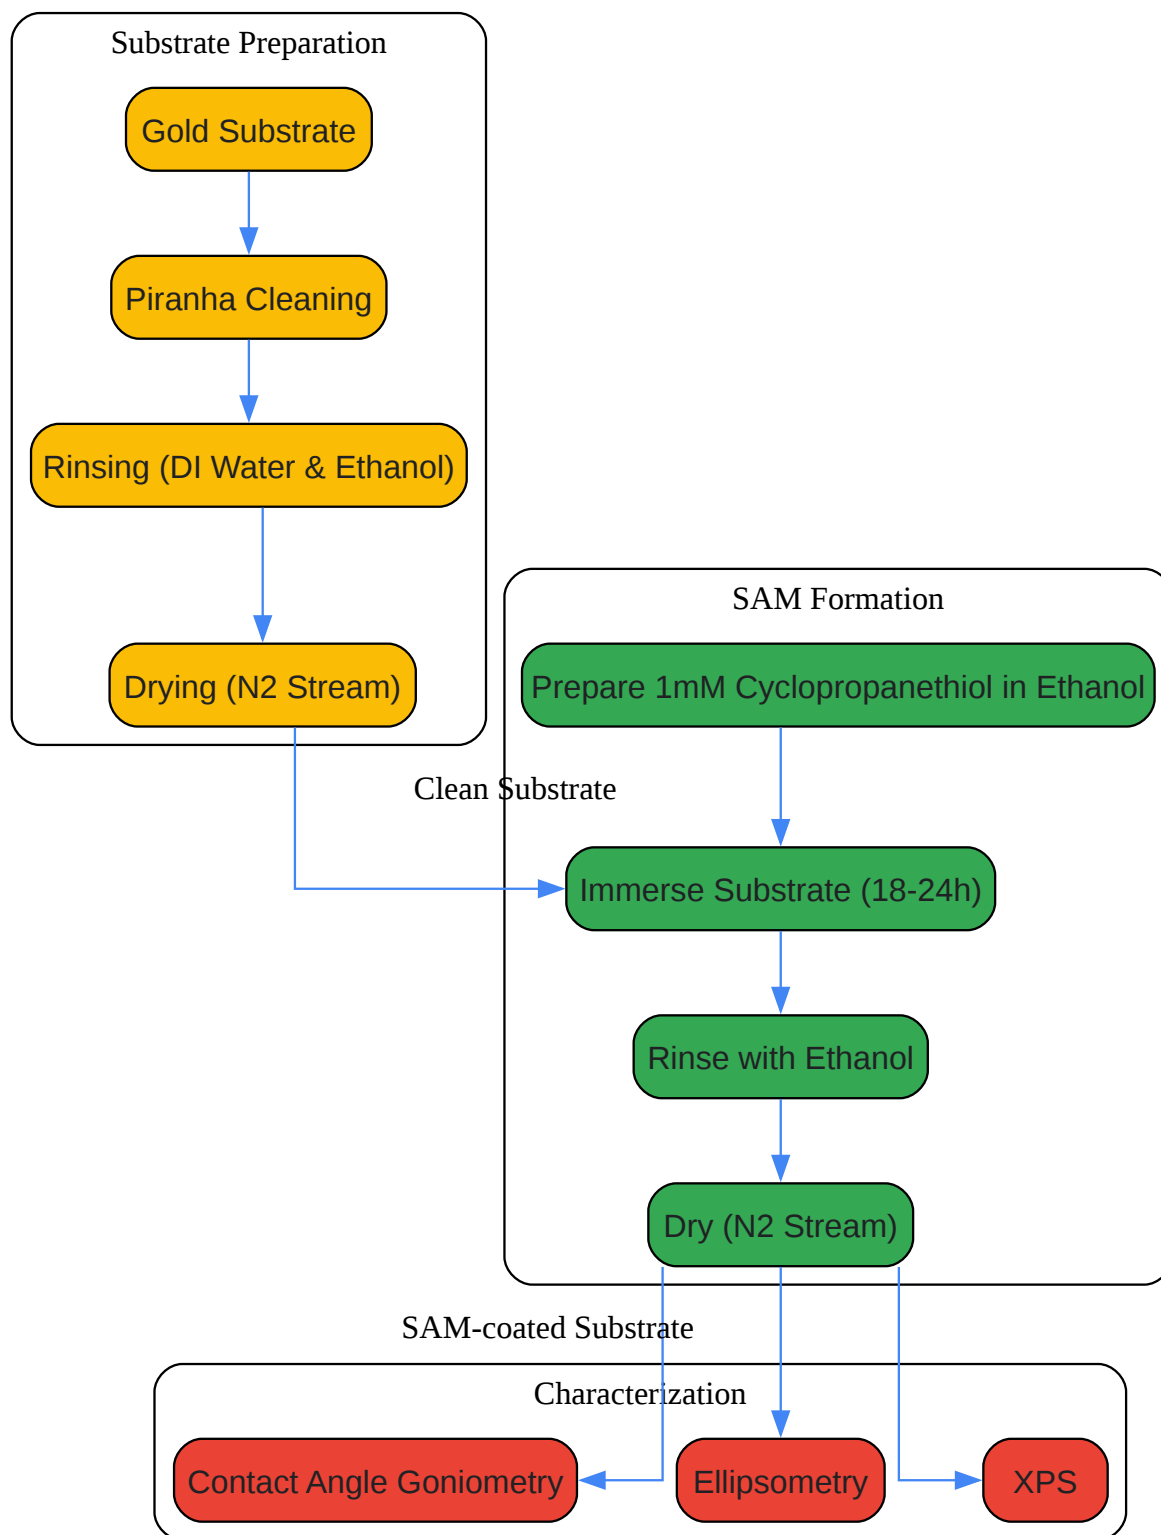 Substrate Preparation
Gold Substrate
Piranha Cleaning
Rinsing (DI Water & Ethanol)
Drying (N2 Stream)
SAM Formation
Prepare 1mM Cyclopropanethiol in Ethanol
Clean Substrate
Immerse Substrate (18-24h)
Rinse with Ethanol
Dry (N2 Stream)
SAM-coated Substrate
Characterization
Contact Angle Goniometry
Ellipsometry
XPS